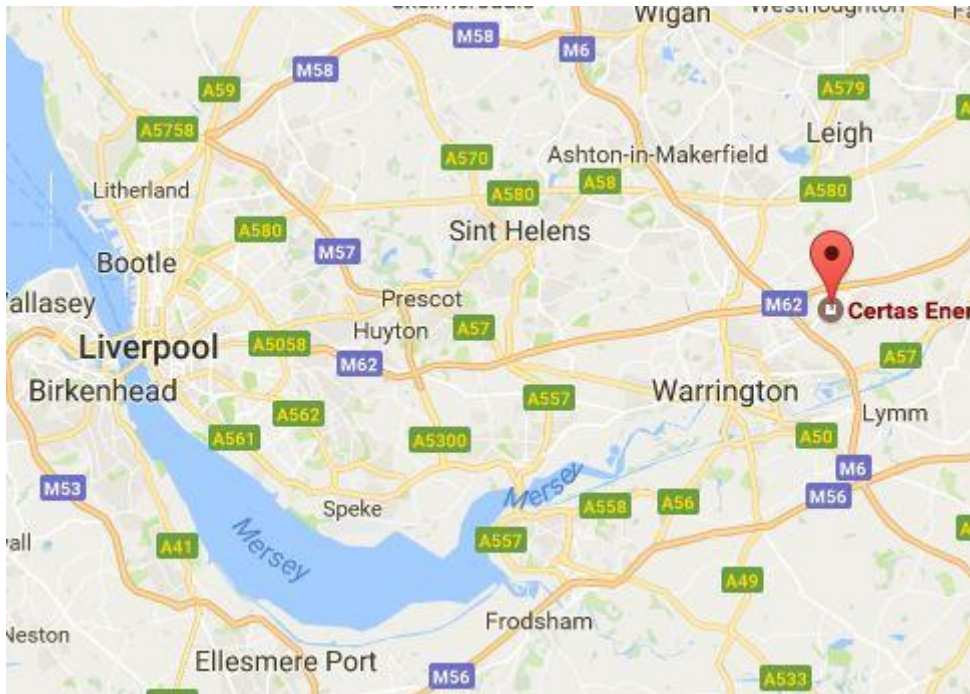 Wigan
M58
M6
M58
A59
A579
A5758
Leigh
A570
Ashton-in-Makerfield
A58
A580
A580
Litherland
A580
Sint Helens
M57
Bootle
Prescot
M62
Certas Ener
allasey
Huyton
A57
Liverpool
A5058
M62
A57
Birkenhead
Warrington
A557
A562
Lymm
A561
A5300
A50
M6
M53
M56
Mersey
A558
A56
Speke
A41
Mersey
A557
A49
Frodsham
Neston
Ellesmere Port
M56
A533